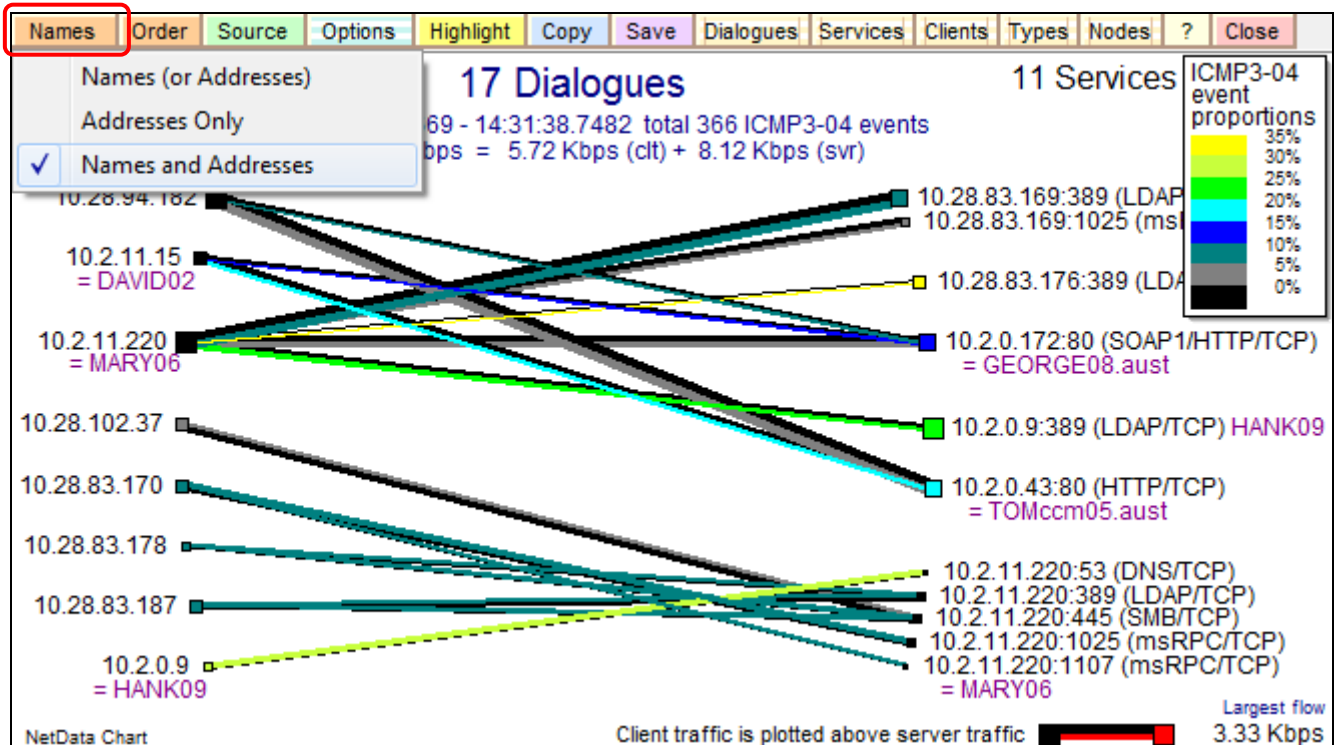 Names Order Source Options Highlight Copy Save Dialogues Services Clients Types Nodes ? Close
Names (or Addresses)
Addresses Only
✓ Names and Addresses
17 Dialogues
11 Services
69 - 14:31:38.7482 total 366 ICMP3-04 events
bps = 5.72 Kbps (clt) + 8.12 Kbps (svr)
ICMP3-04
event
proportions
35%
30%
25%
20%
15%
10%
5%
0%
10.28.94.182
10.2.11.15
= DAVID02
10.2.11.220
= MARY06
10.28.102.37
10.28.83.170
10.28.83.178
10.28.83.187
10.2.0.9
= HANK09
10.28.83.169:389 (LDAP
10.28.83.169:1025 (msl
10.28.83.176:389 (LDA
10.2.0.172:80 (SOAP1/HTTP/TCP)
= GEORGE08.aust
10.2.0.9:389 (LDAP/TCP) HANK09
10.2.0.43:80 (HTTP/TCP)
= TOMccm05.aust
10.2.11.220:53 (DNS/TCP)
10.2.11.220:389 (LDAP/TCP)
10.2.11.220:445 (SMB/TCP)
10.2.11.220:1025 (msRPC/TCP)
10.2.11.220:1107 (msRPC/TCP)
= MARY06
NetData Chart
Client traffic is plotted above server traffic
Largest flow
3.33 Kbps